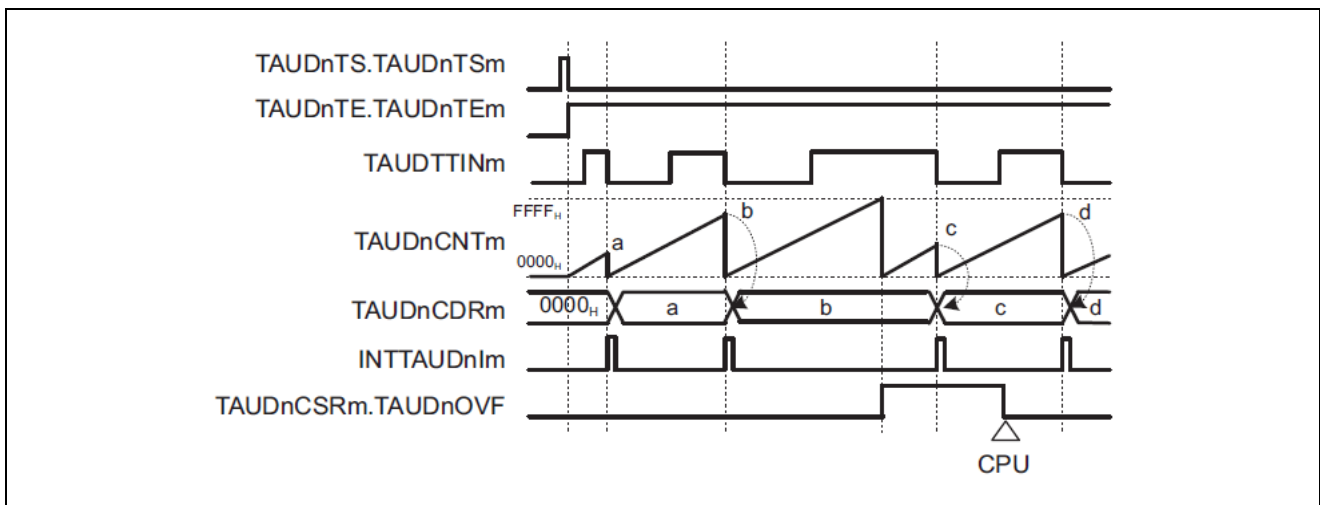 TAUDnTS.TAUDnTSm
TAUDnTE.TAUDnTEm
TAUDTTINm
FFFFH
TAUDnCNTm
0000H
a
b
c
d
TAUDnCDRm
0000H
a
b
c
d
INTTAUDnIm
TAUDnCSRm.TAUDnOVF
CPU